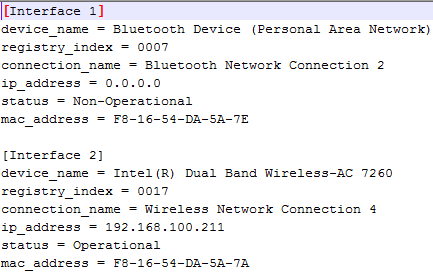 [Interface 1]
device_name = Bluetooth Device (Personal Area Network)
registry_index = 0007
connection_name = Bluetooth Network Connection 2
ip_address = 0.0.0.0
status = Non-Operational
mac_address = F8-16-54-DA-5A-7E

[Interface 2]
device_name = Intel(R) Dual Band Wireless-AC 7260
registry_index = 0017
connection_name = Wireless Network Connection 4
ip_address = 192.168.100.211
status = Operational
mac_address = F8-16-54-DA-5A-7A